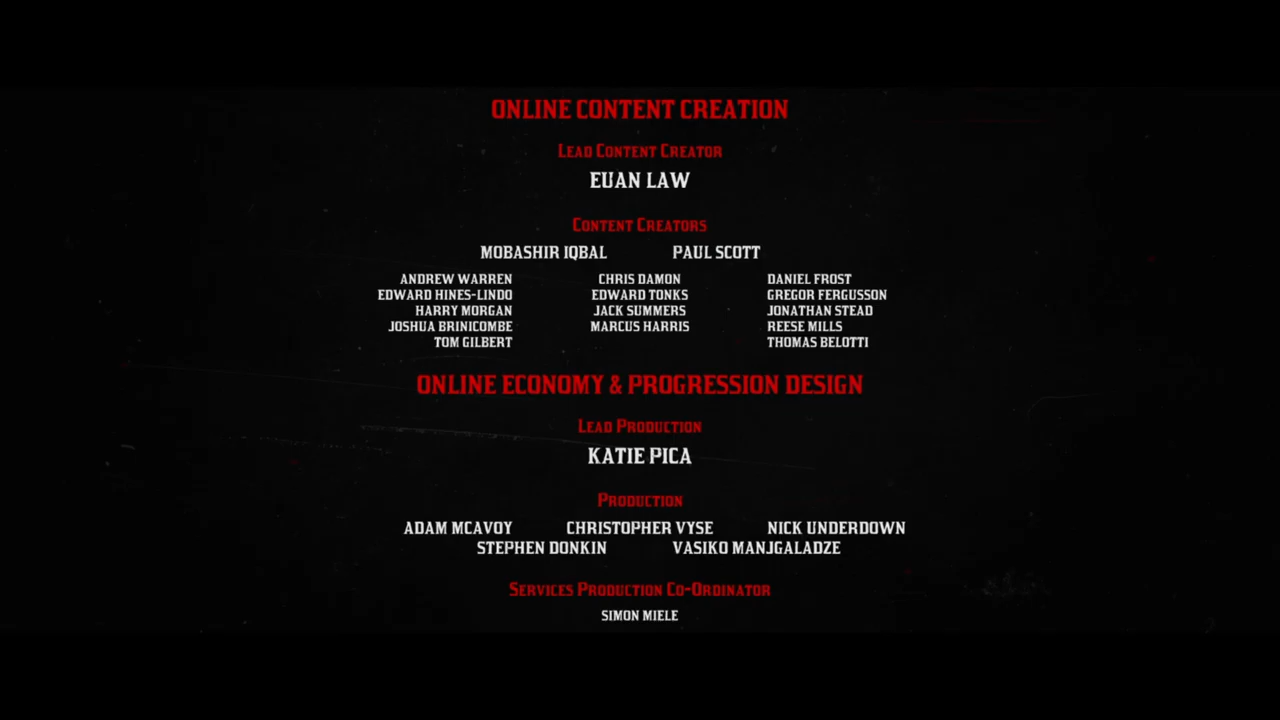 ONLINE CONTENT CREATION
LEAD CONTENT CREATOR
EUAN LAW
CONTENT CREATORS
MOBASHIR IQBAL PAUL SCOTT
ANDREW WARREN CHRIS DAMON DANIEL FROST
EDWARD HINES-LINDO EDWARD TONKS GREGOR FERGUSSON
HARRY MORGAN JACK SUMMERS JONATHAN STEAD
JOSHUA BRINICOMBE MARCUS HARRIS REESE MILLS
TOM GILBERT THOMAS BELOTTI
ONLINE ECONOMY & PROGRESSION DESIGN
LEAD PRODUCTION
KATIE PICA
PRODUCTION
ADAM MCAVOY CHRISTOPHER VYSE NICK UNDERDOWN
STEPHEN DONKIN VASIKO MANJGALADZE
SERVICES PRODUCTION CO-ORDINATOR
SIMON MIELE